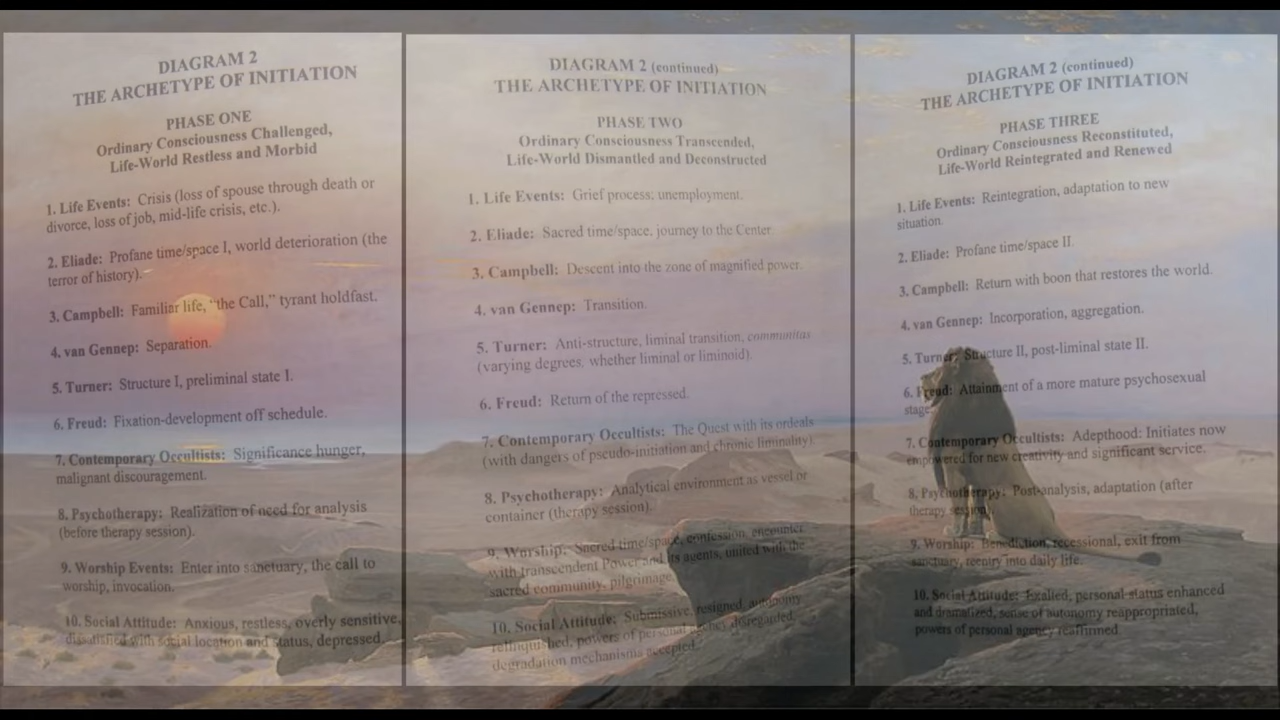 DIAGRAM 2
THE ARCHETYPE OF INITIATION
PHASE ONE
Ordinary Consciousness Challenged,
Life-World Restless and Morbid
1. Life Events: Crisis (loss of spouse through death or
divorce, loss of job, mid-life crisis, etc.).
2. Eliade: Profane time/space I, world deterioration (the
terror of history).
3. Campbell: Familiar life, "the Call," tyrant holdfast.
4. van Gennep: Separation.
5. Turner: Structure I, preliminal state I.
6. Freud: Fixation-development off schedule.
7. Contemporary Occultists: Significance hunger,
malignant discouragement.
8. Psychotherapy: Realization of need for analysis
(before therapy session).
9. Worship Events: Enter into sanctuary, the call to
worship, invocation.
10. Social Attitude: Anxious, restless, overly sensitive,
dissatisfied with social location and status, depressed.
DIAGRAM 2 (continued)
THE ARCHETYPE OF INITIATION
PHASE TWO
Ordinary Consciousness Transcended,
Life-World Dismantled and Deconstructed
1. Life Events: Grief process; unemployment.
2. Eliade: Sacred time/space, journey to the Center
3. Campbell: Descent into the zone of magnified power.
4. van Gennep: Transition.
5. Turner: Anti-structure, liminal transition, communitas
(varying degrees, whether liminal or liminoid).
6. Freud: Return of the repressed.
7. Contemporary Occultists: The Quest with its ordeals
(with dangers of pseudo-initiation and chronic liminality).
8. Psychotherapy: Analytical environment as vessel or
container (therapy session).
9. Worship: Sacred time/space, confession, encounter
with transcendent Power and its agents, united with the
sacred community, pilgrimage.
10. Social Attitude: Submissive, resigned, autonomy
relinquished, powers of personal agency disregarded,
degradation mechanisms accepted.
DIAGRAM 2 (continued)
THE ARCHETYPE OF INITIATION
PHASE THREE
Ordinary Consciousness Reconstituted,
Life-World Reintegrated and Renewed
1. Life Events: Reintegration, adaptation to new
situation.
2. Eliade: Profane time/space II.
3. Campbell: Return with boon that restores the world.
4. van Gennep: Incorporation, aggregation.
5. Turner: Structure II, post-liminal state II.
6. Freud: Attainment of a more mature psychosexual
stage.
7. Contemporary Occultists: Adepthood: Initiates now
empowered for new creativity and significant service.
8. Psychotherapy: Post-analysis, adaptation (after
therapy session).
9. Worship: Benediction, recessional, exit from
sanctuary, reentry into daily life.
10. Social Attitude: Exalted, personal status enhanced
and dramatized, sense of autonomy reappropriated,
powers of personal agency reaffirmed